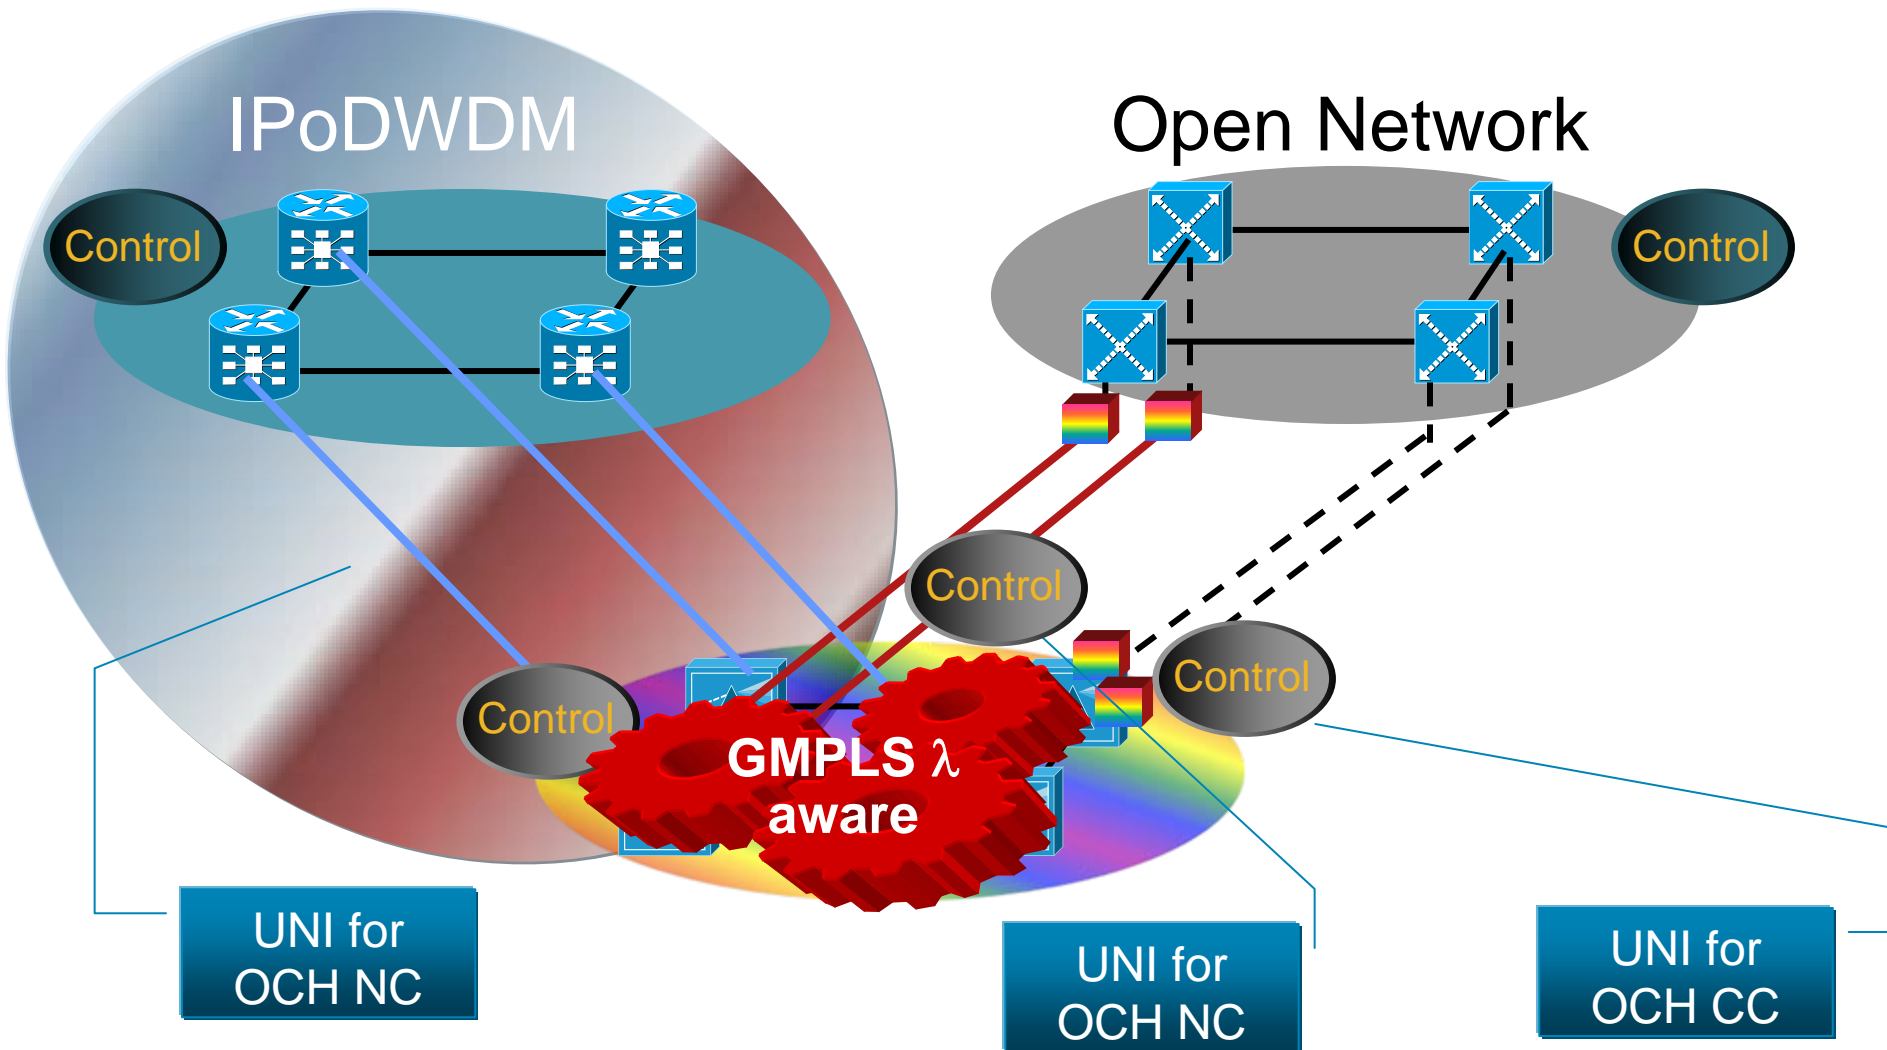 IPoDWDM
Open Network
Control
Control
Control
Control
Control
GMPLS λ
aware
UNI for
OCH NC
UNI for
OCH NC
UNI for
OCH CC